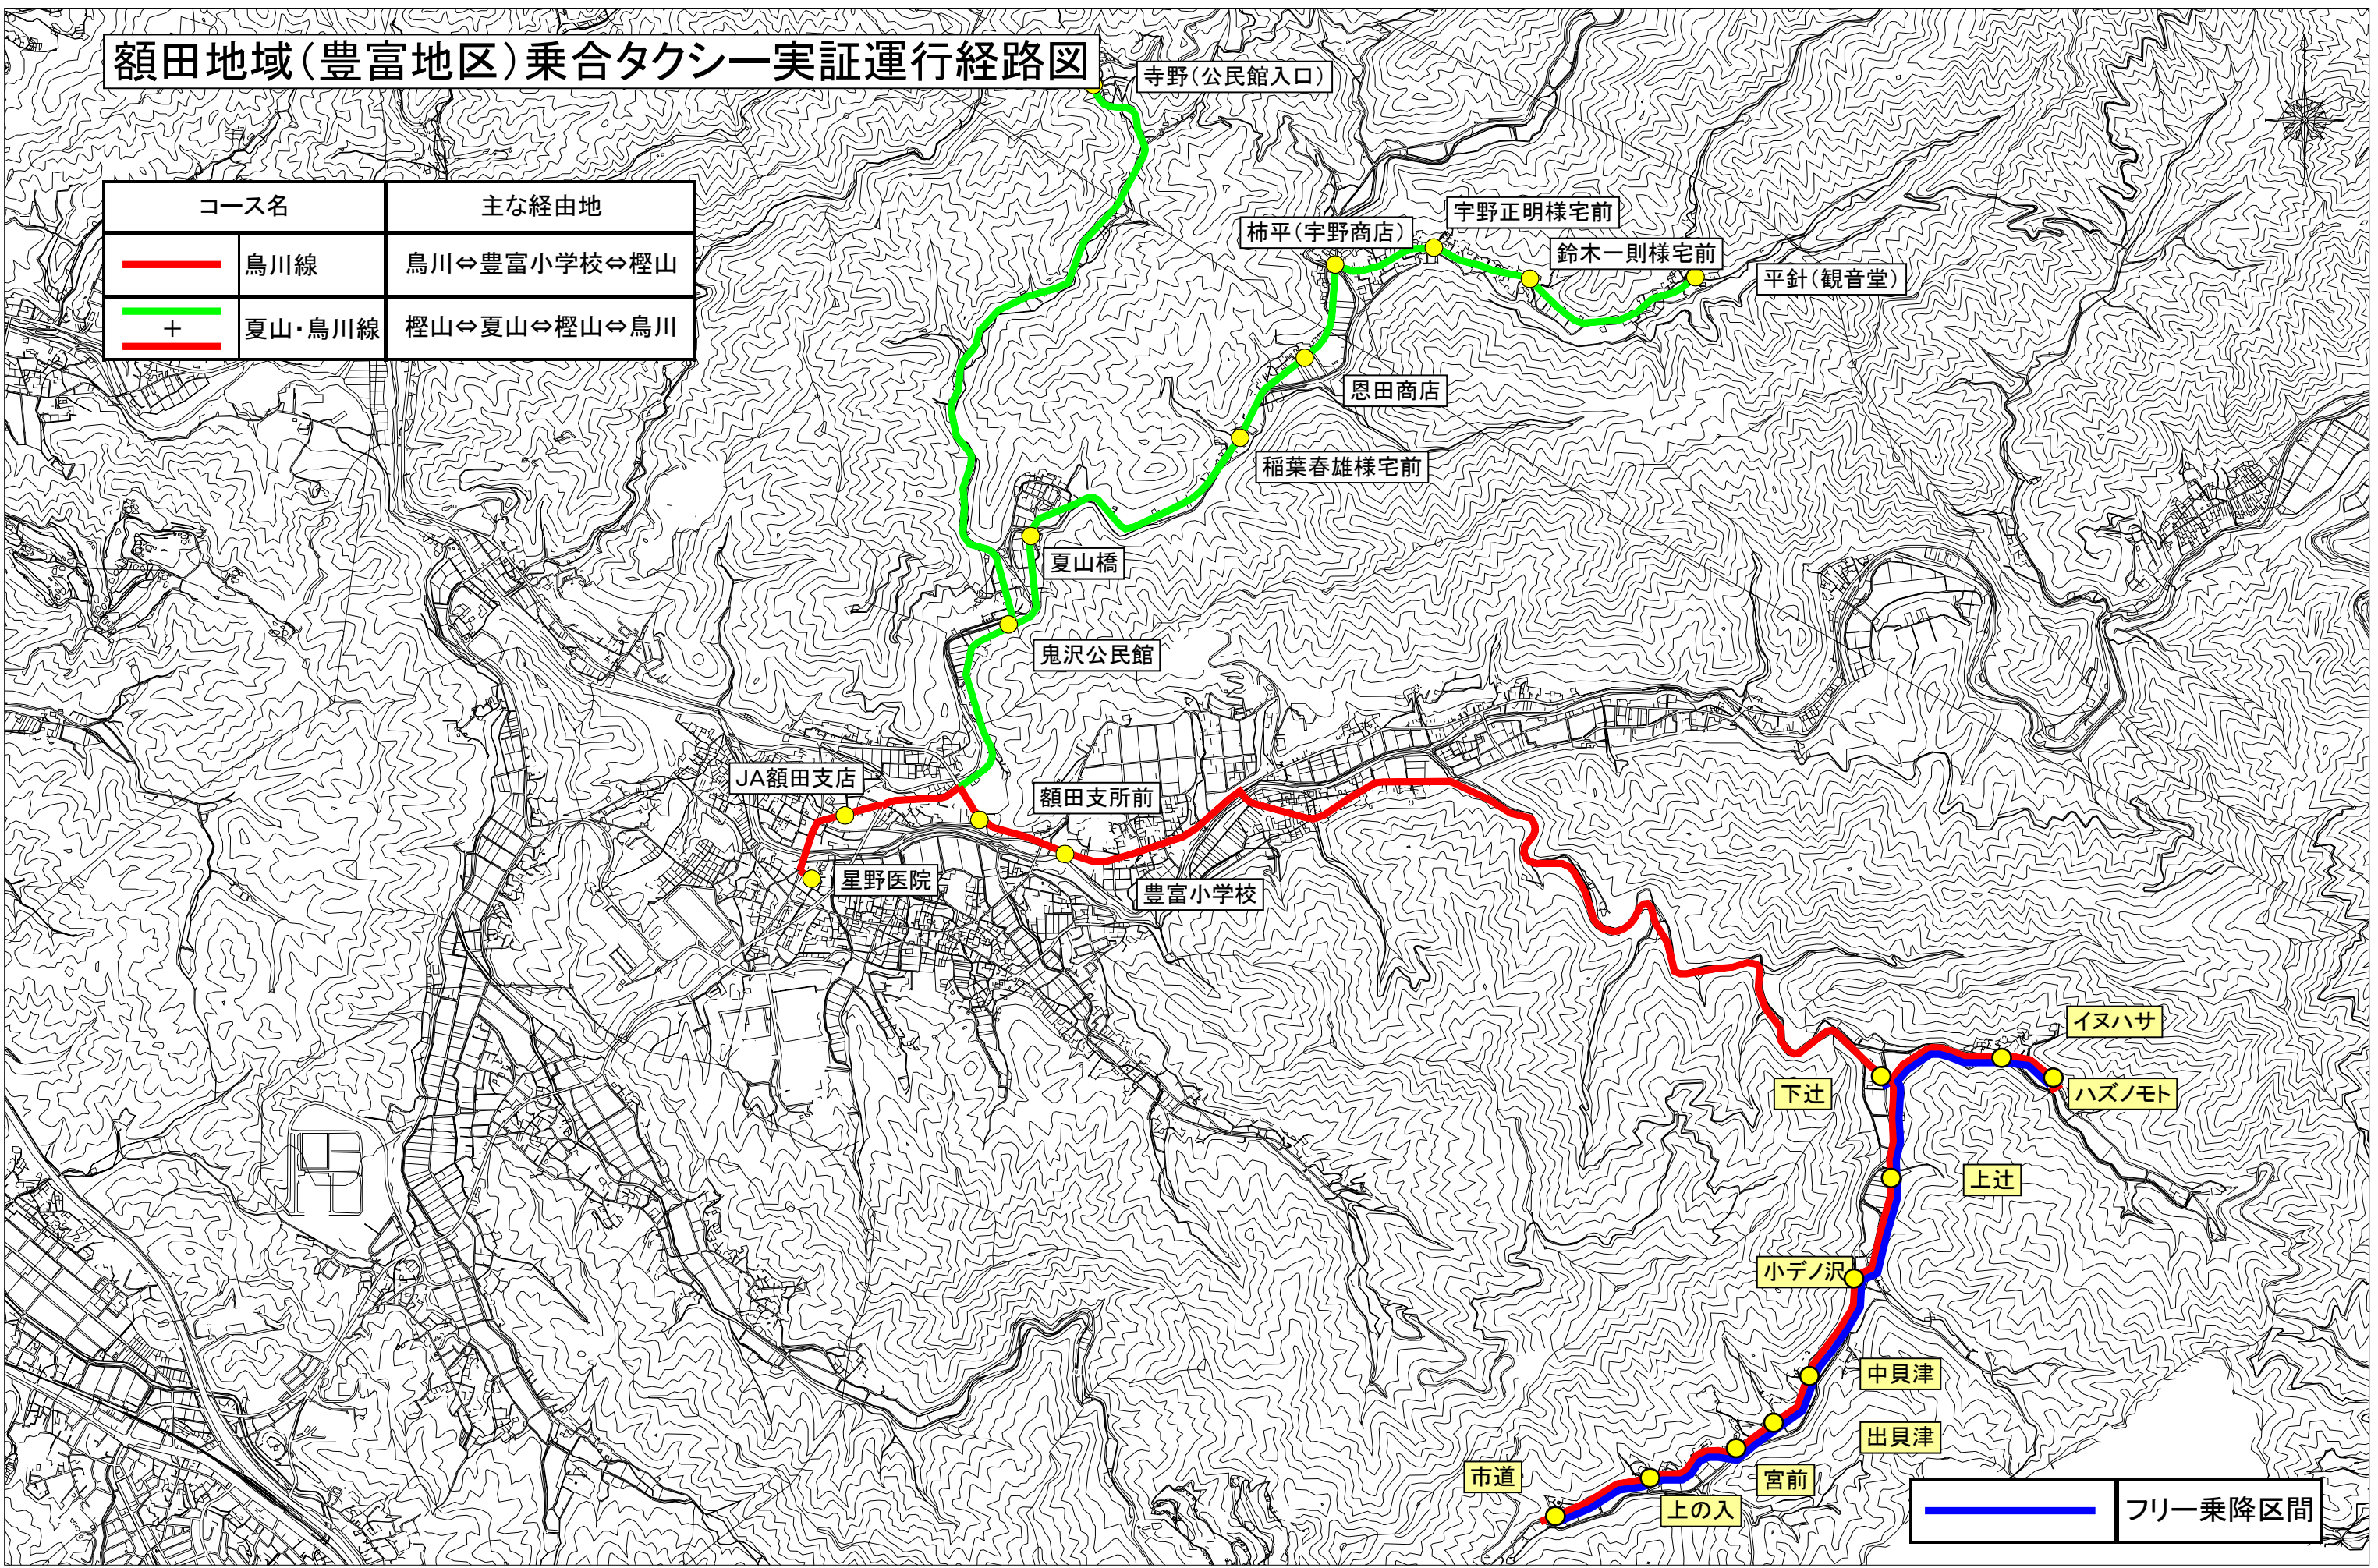 額田地域（豊富地区）乗合タクシー実証運行経路図
寺野（公民館入口）
コース名
主な経由地
鳥川線
鳥川⇔豊富小学校⇔樫山
＋
夏山・鳥川線
樫山⇔夏山⇔樫山⇔鳥川
宇野正明様宅前
柿平（宇野商店）
鈴木一則様宅前
平針（観音堂）
恩田商店
稲葉春雄様宅前
夏山橋
鬼沢公民館
JA額田支店
額田支所前
星野医院
豊富小学校
イヌハサ
下辻
ハズノモト
上辻
小デノ沢
中貝津
出貝津
市道
宮前
上の入
フリー乗降区間